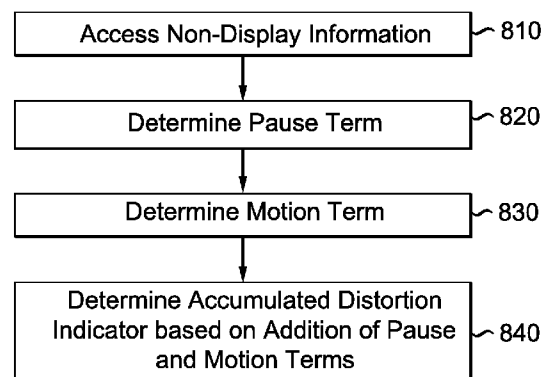 Access Non-Display Information
810
Determine Pause Term
820
Determine Motion Term
830
Determine Accumulated Distortion
Indicator based on Addition of Pause
and Motion Terms
840